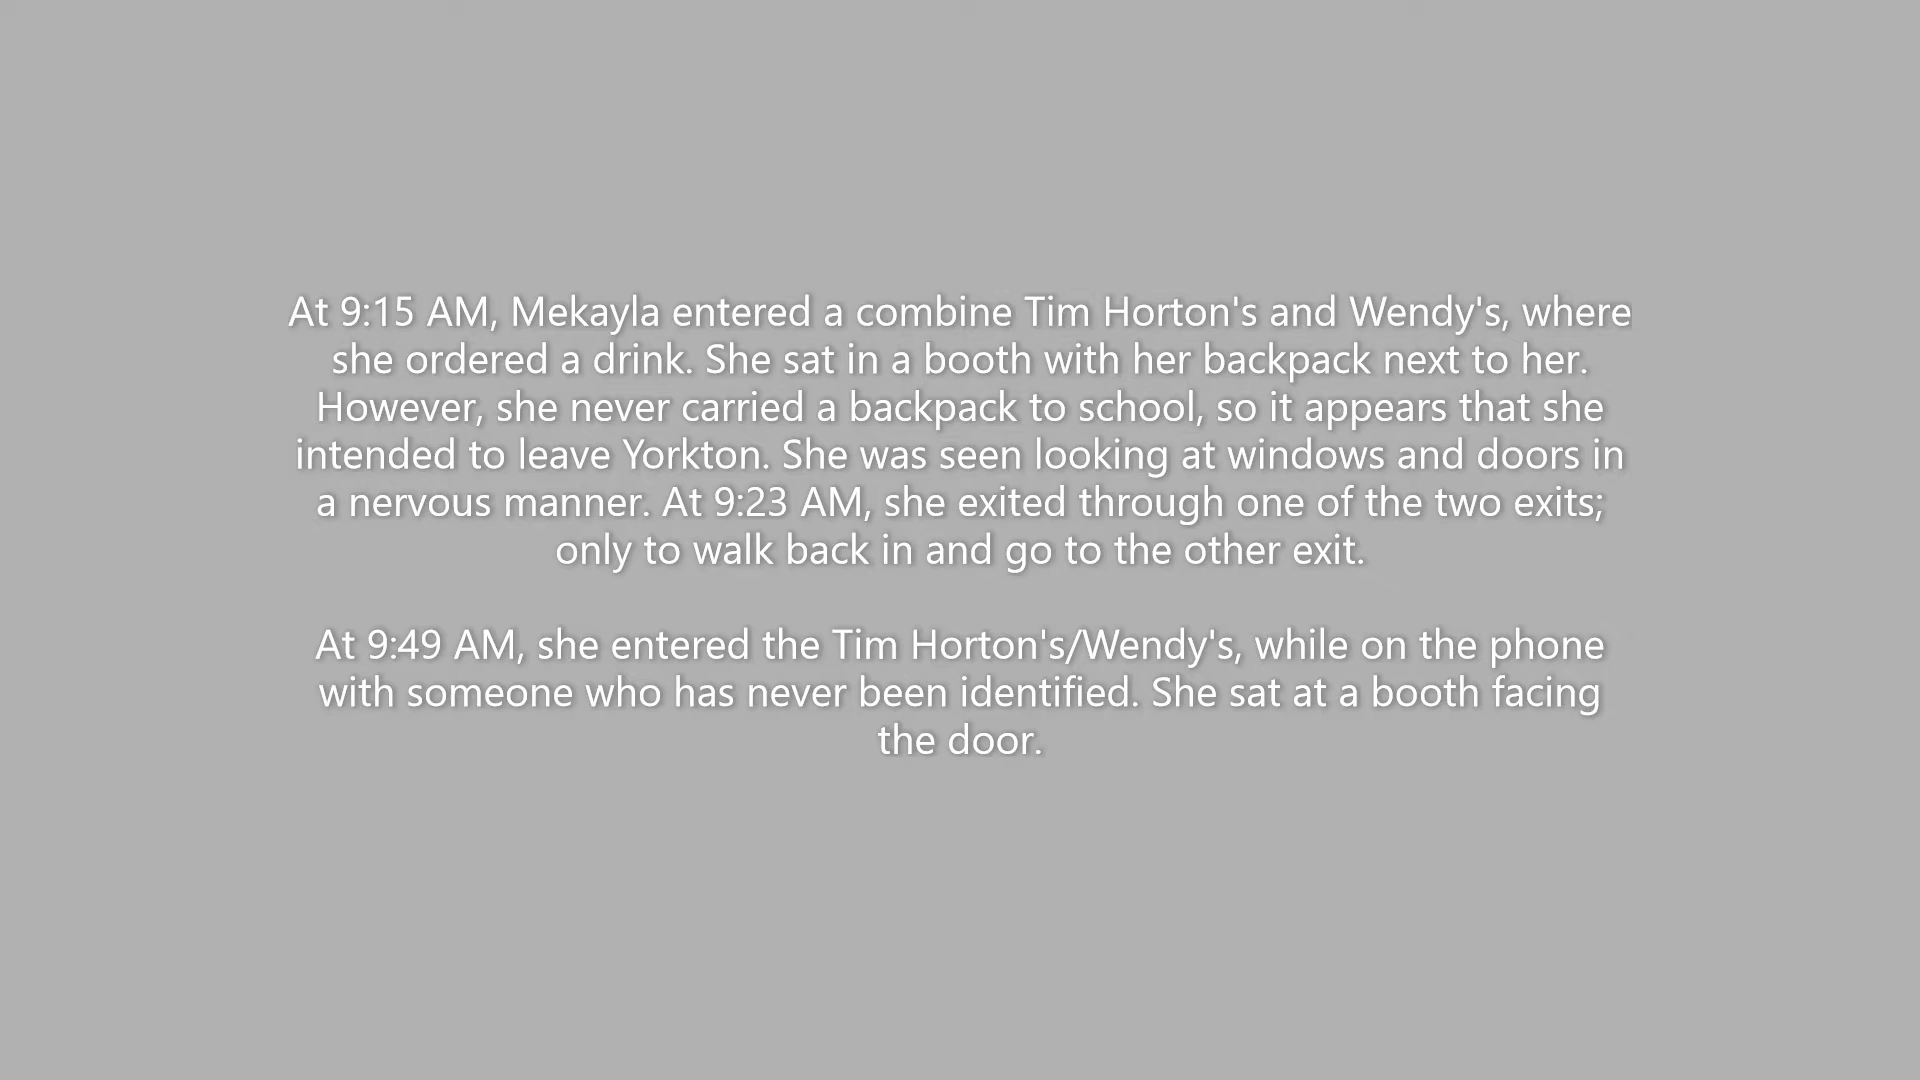 At 9:15 AM, Mekayla entered a combine Tim Horton's and Wendy's, where
she ordered a drink. She sat in a booth with her backpack next to her.
However, she never carried a backpack to school, so it appears that she
intended to leave Yorkton. She was seen looking at windows and doors in
a nervous manner. At 9:23 AM, she exited through one of the two exits;
only to walk back in and go to the other exit.
At 9:49 AM, she entered the Tim Horton's/Wendy's, while on the phone
with someone who has never been identified. She sat at a booth facing
the door.